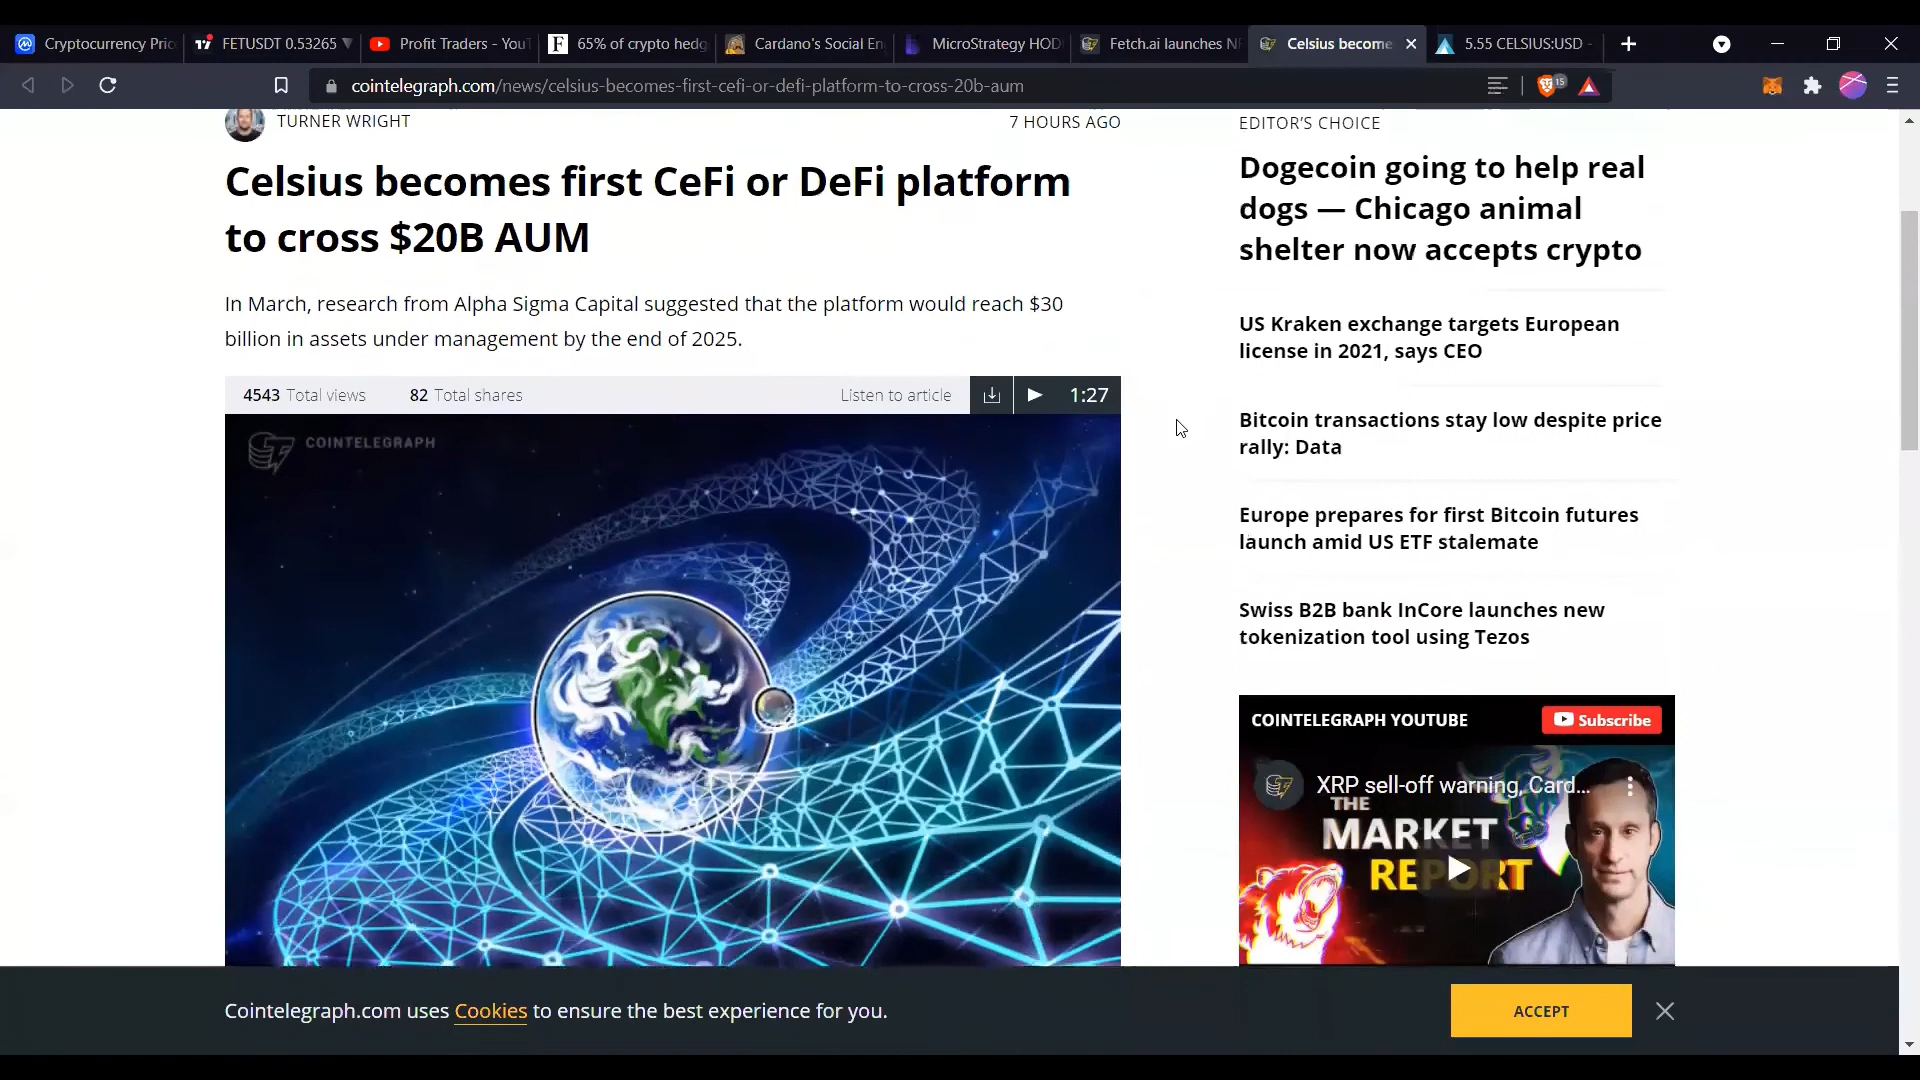 Cryptocurrency Pric
FETUSDT 0.53265
Profit Traders - You
65% of crypto hedg
Cardano's Social En
MicroStrategy HOD
Fetch.ai launches N
Celsius become
5.55 CELSIUS:USD -
cointelegraph.com/news/celsius-becomes-first-cefi-or-defi-platform-to-cross-20b-aum
15
TURNER WRIGHT
7 HOURS AGO
Celsius becomes first CeFi or DeFi platform
to cross $20B AUM
In March, research from Alpha Sigma Capital suggested that the platform would reach $30
billion in assets under management by the end of 2025.
4543 Total views
82 Total shares
Listen to article
1:27
COINTELEGRAPH
EDITOR'S CHOICE
Dogecoin going to help real
dogs — Chicago animal
shelter now accepts crypto
US Kraken exchange targets European
license in 2021, says CEO
Bitcoin transactions stay low despite price
rally: Data
Europe prepares for first Bitcoin futures
launch amid US ETF stalemate
Swiss B2B bank InCore launches new
tokenization tool using Tezos
COINTELEGRAPH YOUTUBE
Subscribe
XRP sell-off warning, Card...
THE
MARKET
REPORT
Cointelegraph.com uses Cookies to ensure the best experience for you.
ACCEPT